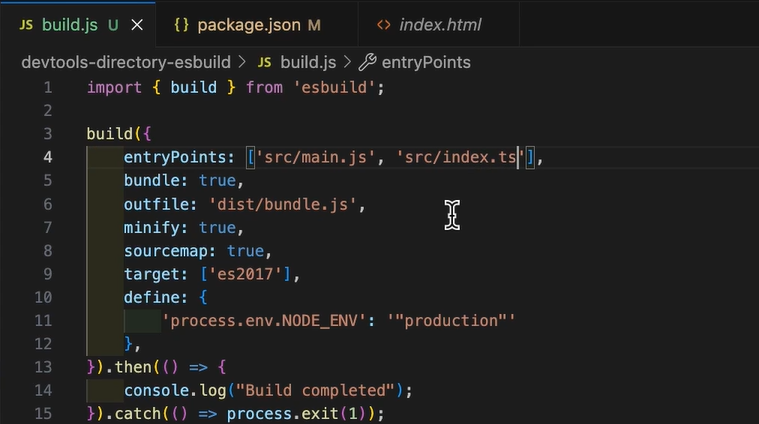 JS build.js U × {} package.json M <> index.html
devtools-directory-esbuild > JS build.js > entryPoints
1 import { build } from 'esbuild';
2
3 build({
4 entryPoints: ['src/main.js', 'src/index.ts'],
5 bundle: true,
6 outfile: 'dist/bundle.js',
7 minify: true,
8 sourcemap: true,
9 target: ['es2017'],
10 define: {
11 'process.env.NODE_ENV': '"production"'
12 },
13 }).then(() => {
14 console.log("Build completed");
15 }).catch(() => process.exit(1));